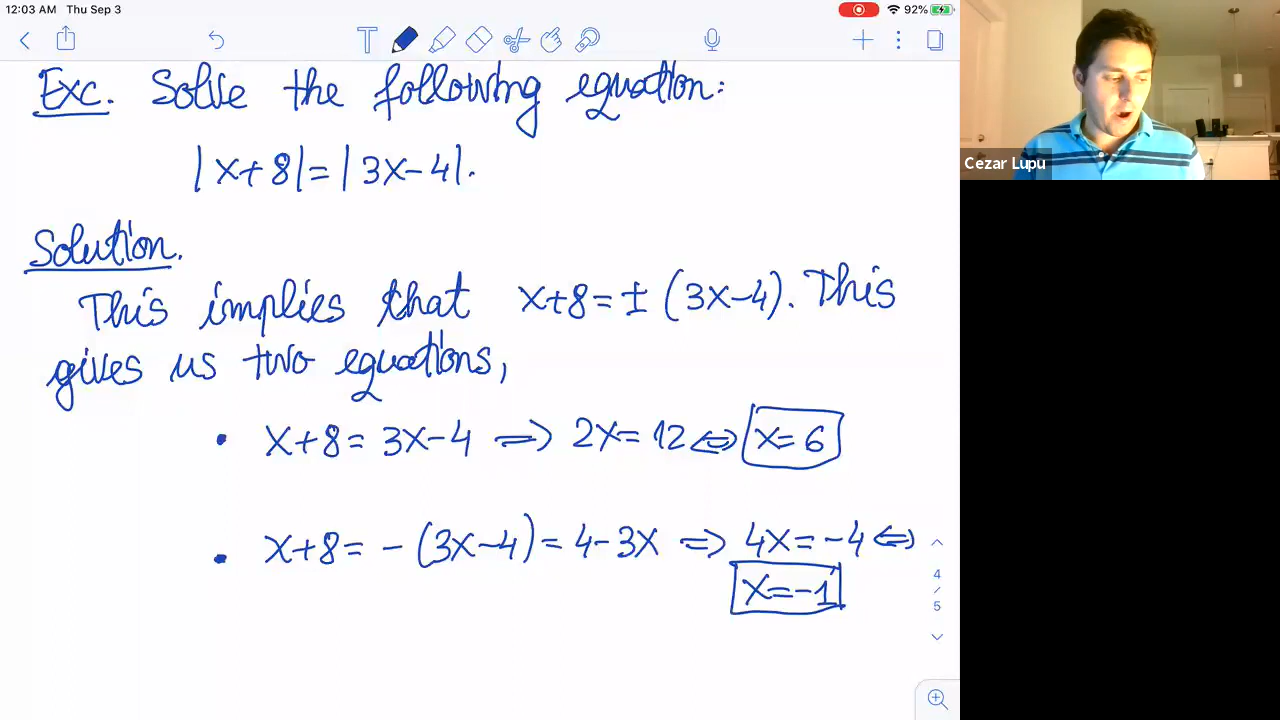 12:03 AM Thu Sep 3
92%
T
Exc. Solve the following equation:
|x+8|=|3x-4|.
Solution.
This implies that x+8=±(3x-4). This
gives us two equations,
• x+8=3x-4 ⟹ 2x=12 ⟺ x=6
• x+8=-(3x-4)=4-3x ⟹ 4x=-4 ⟺
x=-1
4
/
5
Cezar Lupu